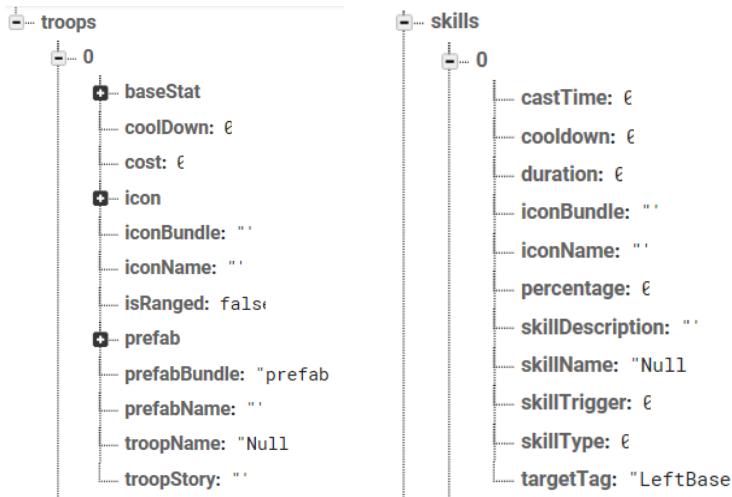 troops
0
baseStat
coolDown: 0
cost: 0
icon
iconBundle: "'
iconName: "'
isRanged: false
prefab
prefabBundle: "prefab
prefabName: "'
troopName: "Null
troopStory: "'
skills
0
castTime: 0
cooldown: 0
duration: 0
iconBundle: "'
iconName: "'
percentage: 0
skillDescription: "'
skillName: "Null
skillTrigger: 0
skillType: 0
targetTag: "LeftBase